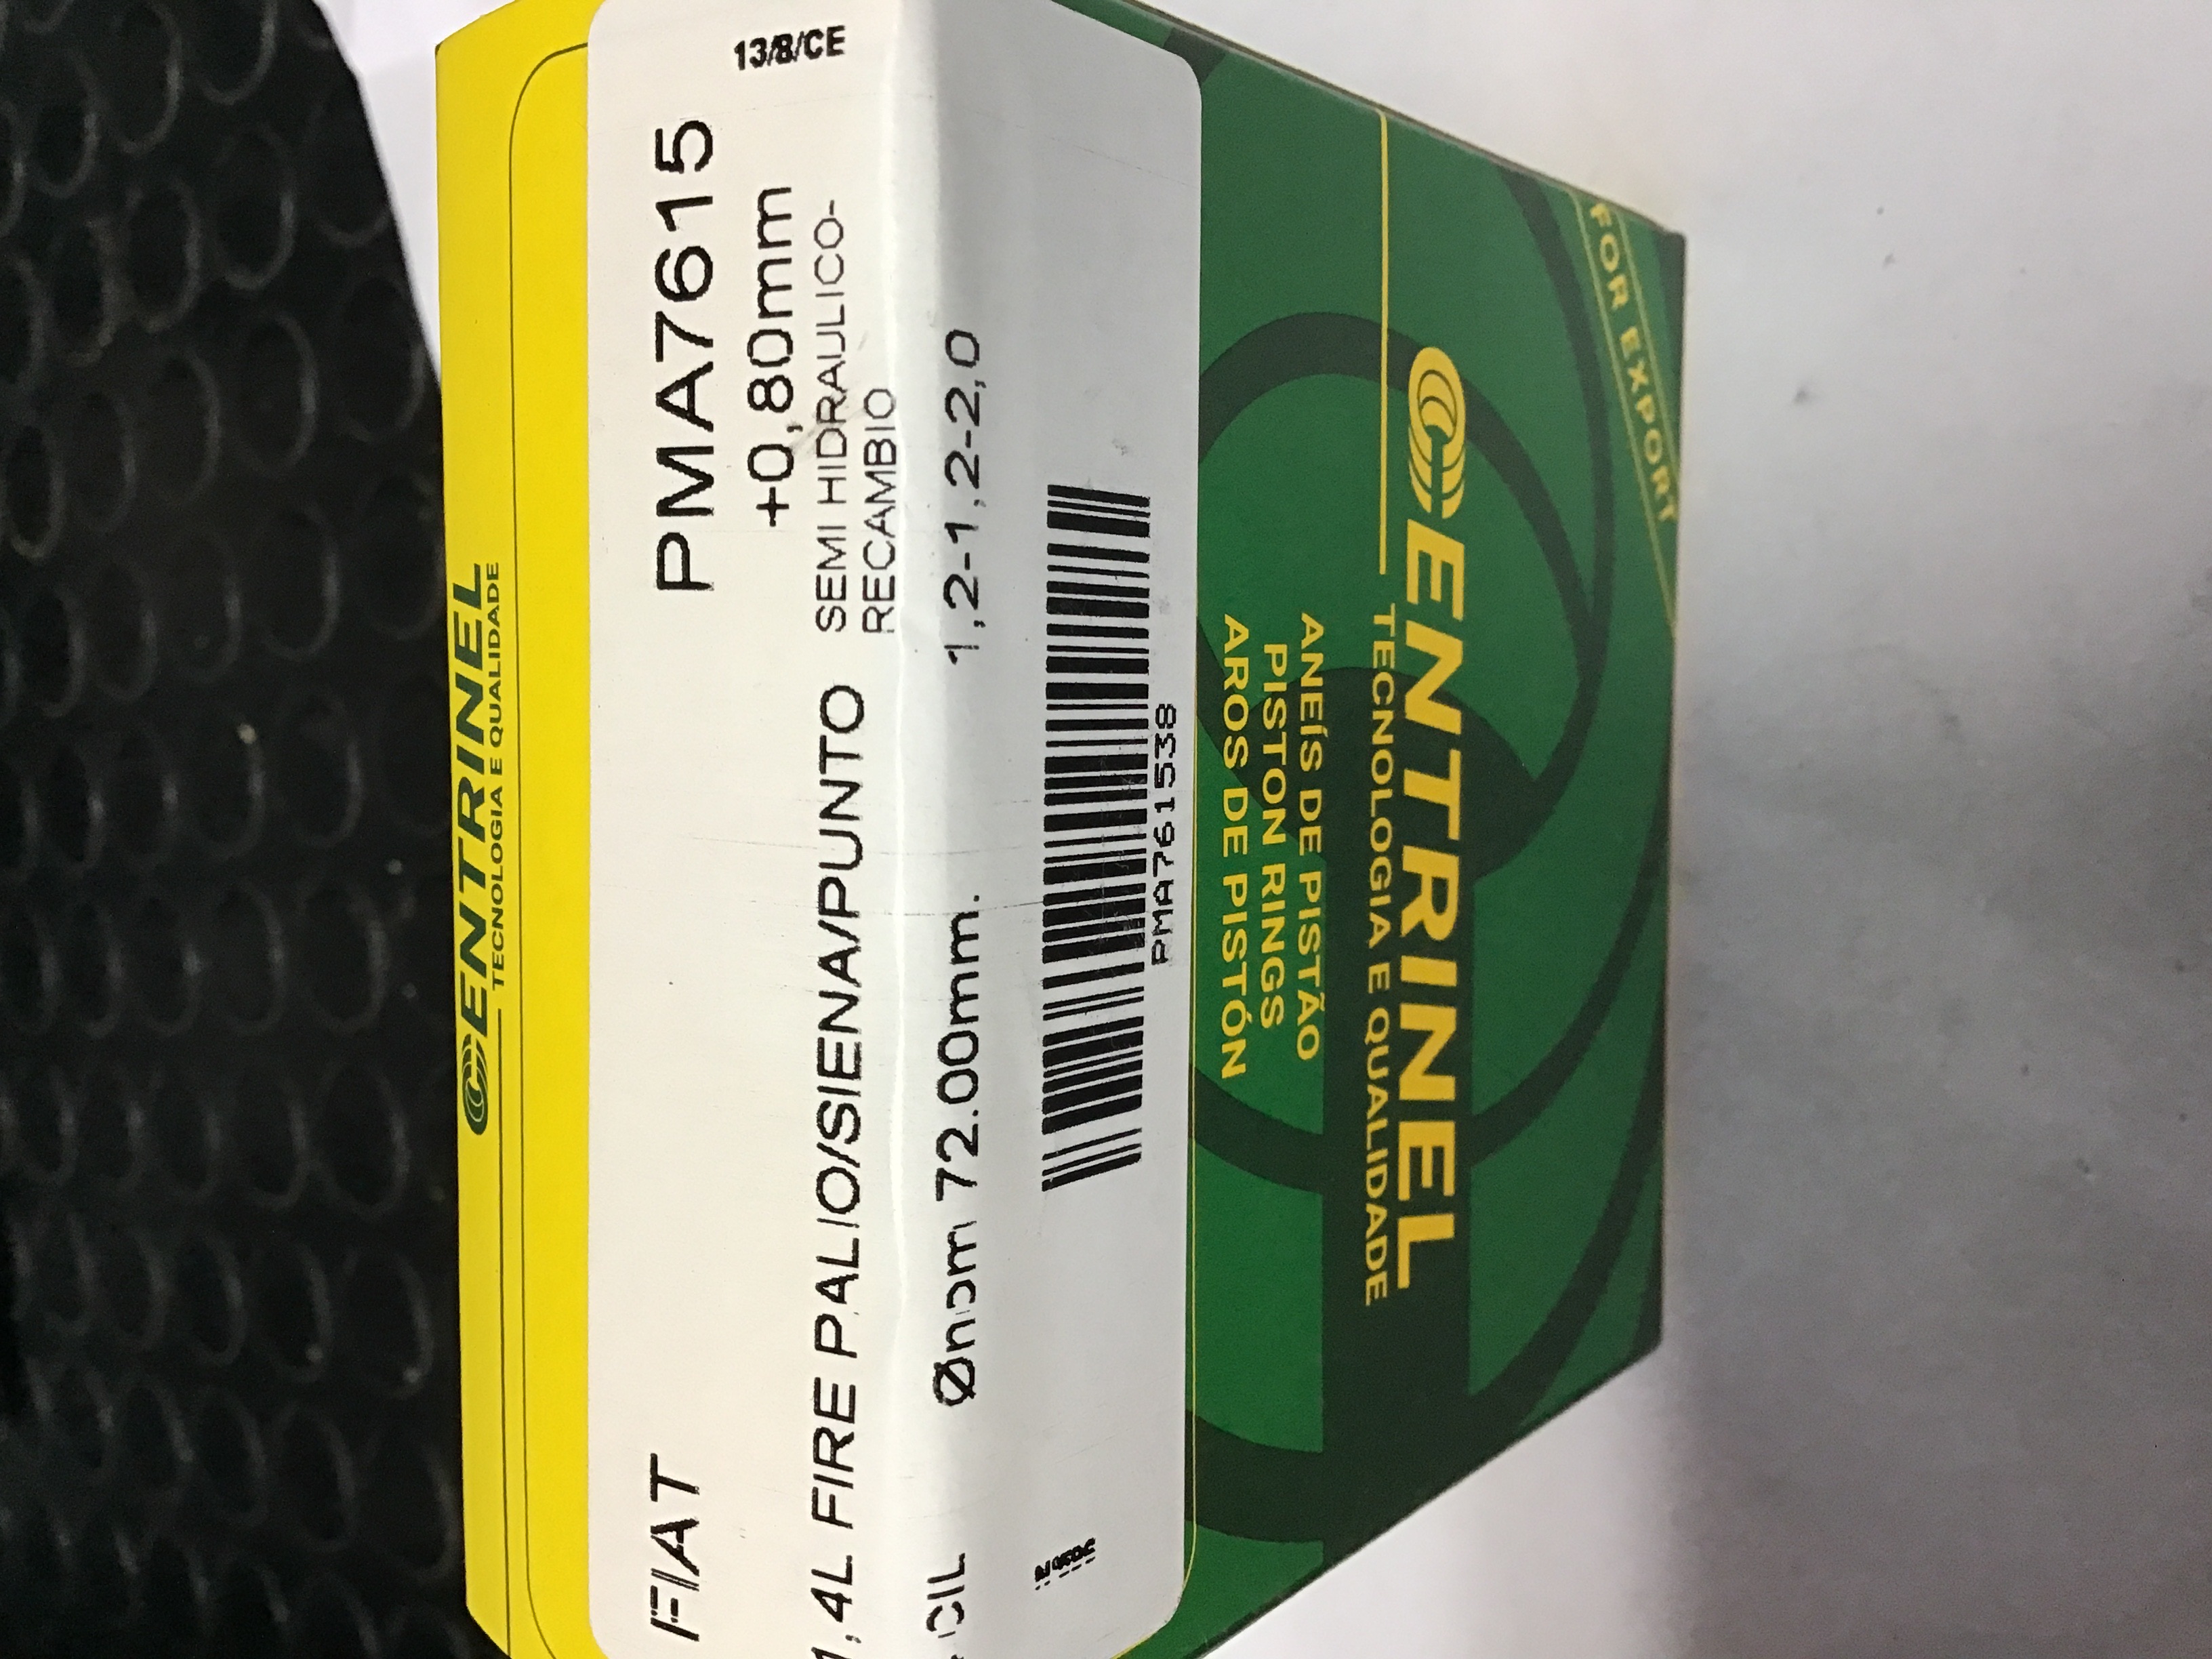 CENTRINEL
TECNOLOGIA E QUALIDADE
13/8/CE
FIAT PMA7615
+0,80mm
1,4L FIRE PALIO/SIENA/PUNTO SEMI HIDRAULICO-
RECAMBIO
CIL Ønom 72.00mm. 1,2-1,2-2,0
PMA761538
AROS DE PISTÓN
PISTON RINGS
ANEÍS DE PISTÃO
TECNOLOGIA E QUALIDADE
CENTRINEL
FOR EXPORT